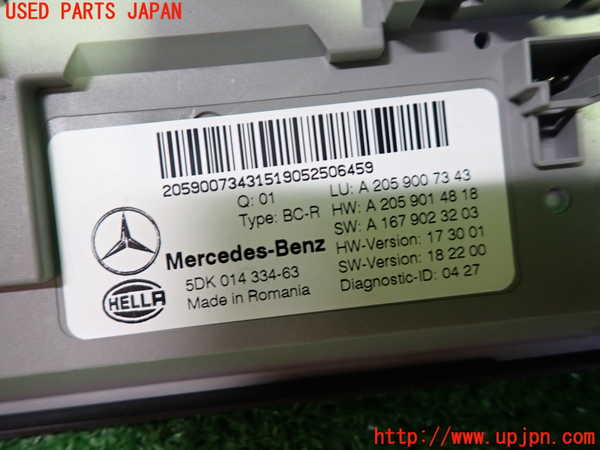 USED PARTS JAPAN
20590073431519052506459
Q: 01
Type: BC-R
LU: A 205 900 73 43
HW: A 205 901 48 18
SW: A 167 902 32 03
HW-Version: 17 30 01
SW-Version: 18 22 00
Diagnostic-ID: 04 27
Mercedes-Benz
5DK 014 334-63
Made in Romania
HELLA
http://www.upjpn.com/